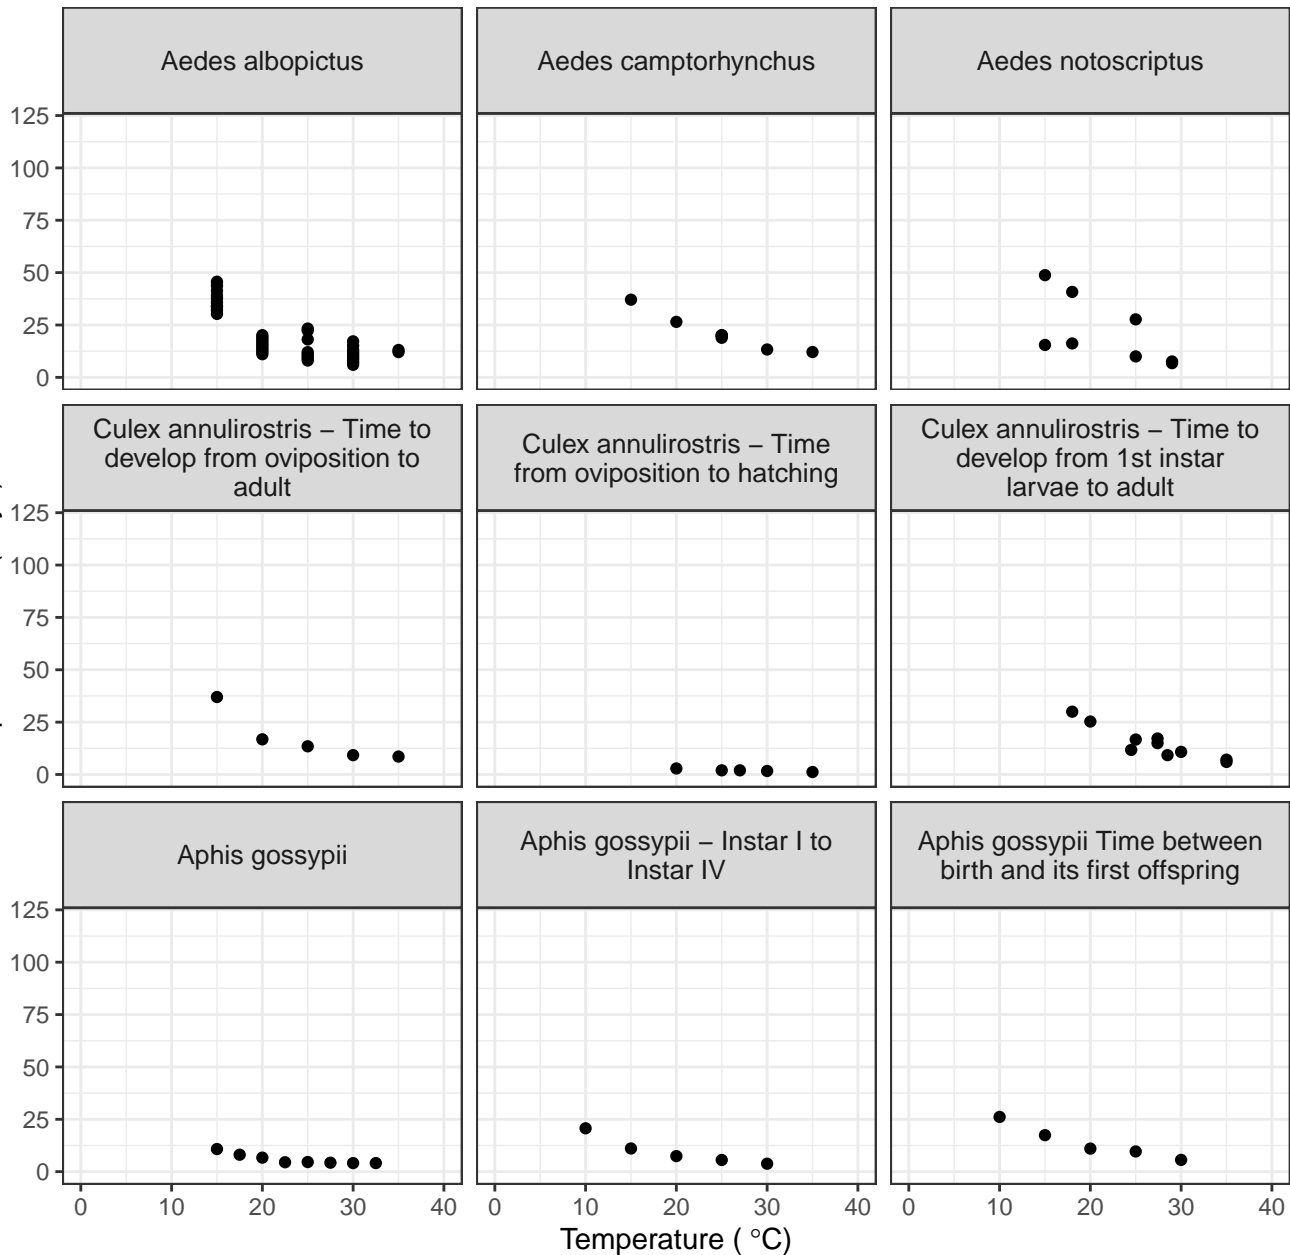 Aedes albopictus
Aedes camptorhynchus
Aedes notoscriptus
125
100
75
50
25
0
Culex annulirostris – Time to
develop from oviposition to
adult
Culex annulirostris – Time
from oviposition to hatching
Culex annulirostris – Time to
develop from 1st instar
larvae to adult
125
100
75
50
25
0
Aphis gossypii
Aphis gossypii – Instar I to
Instar IV
Aphis gossypii Time between
birth and its first offspring
125
100
75
50
25
0
0 10 20 30 40
0 10 20 30 40
0 10 20 30 40
Temperature ( °C)